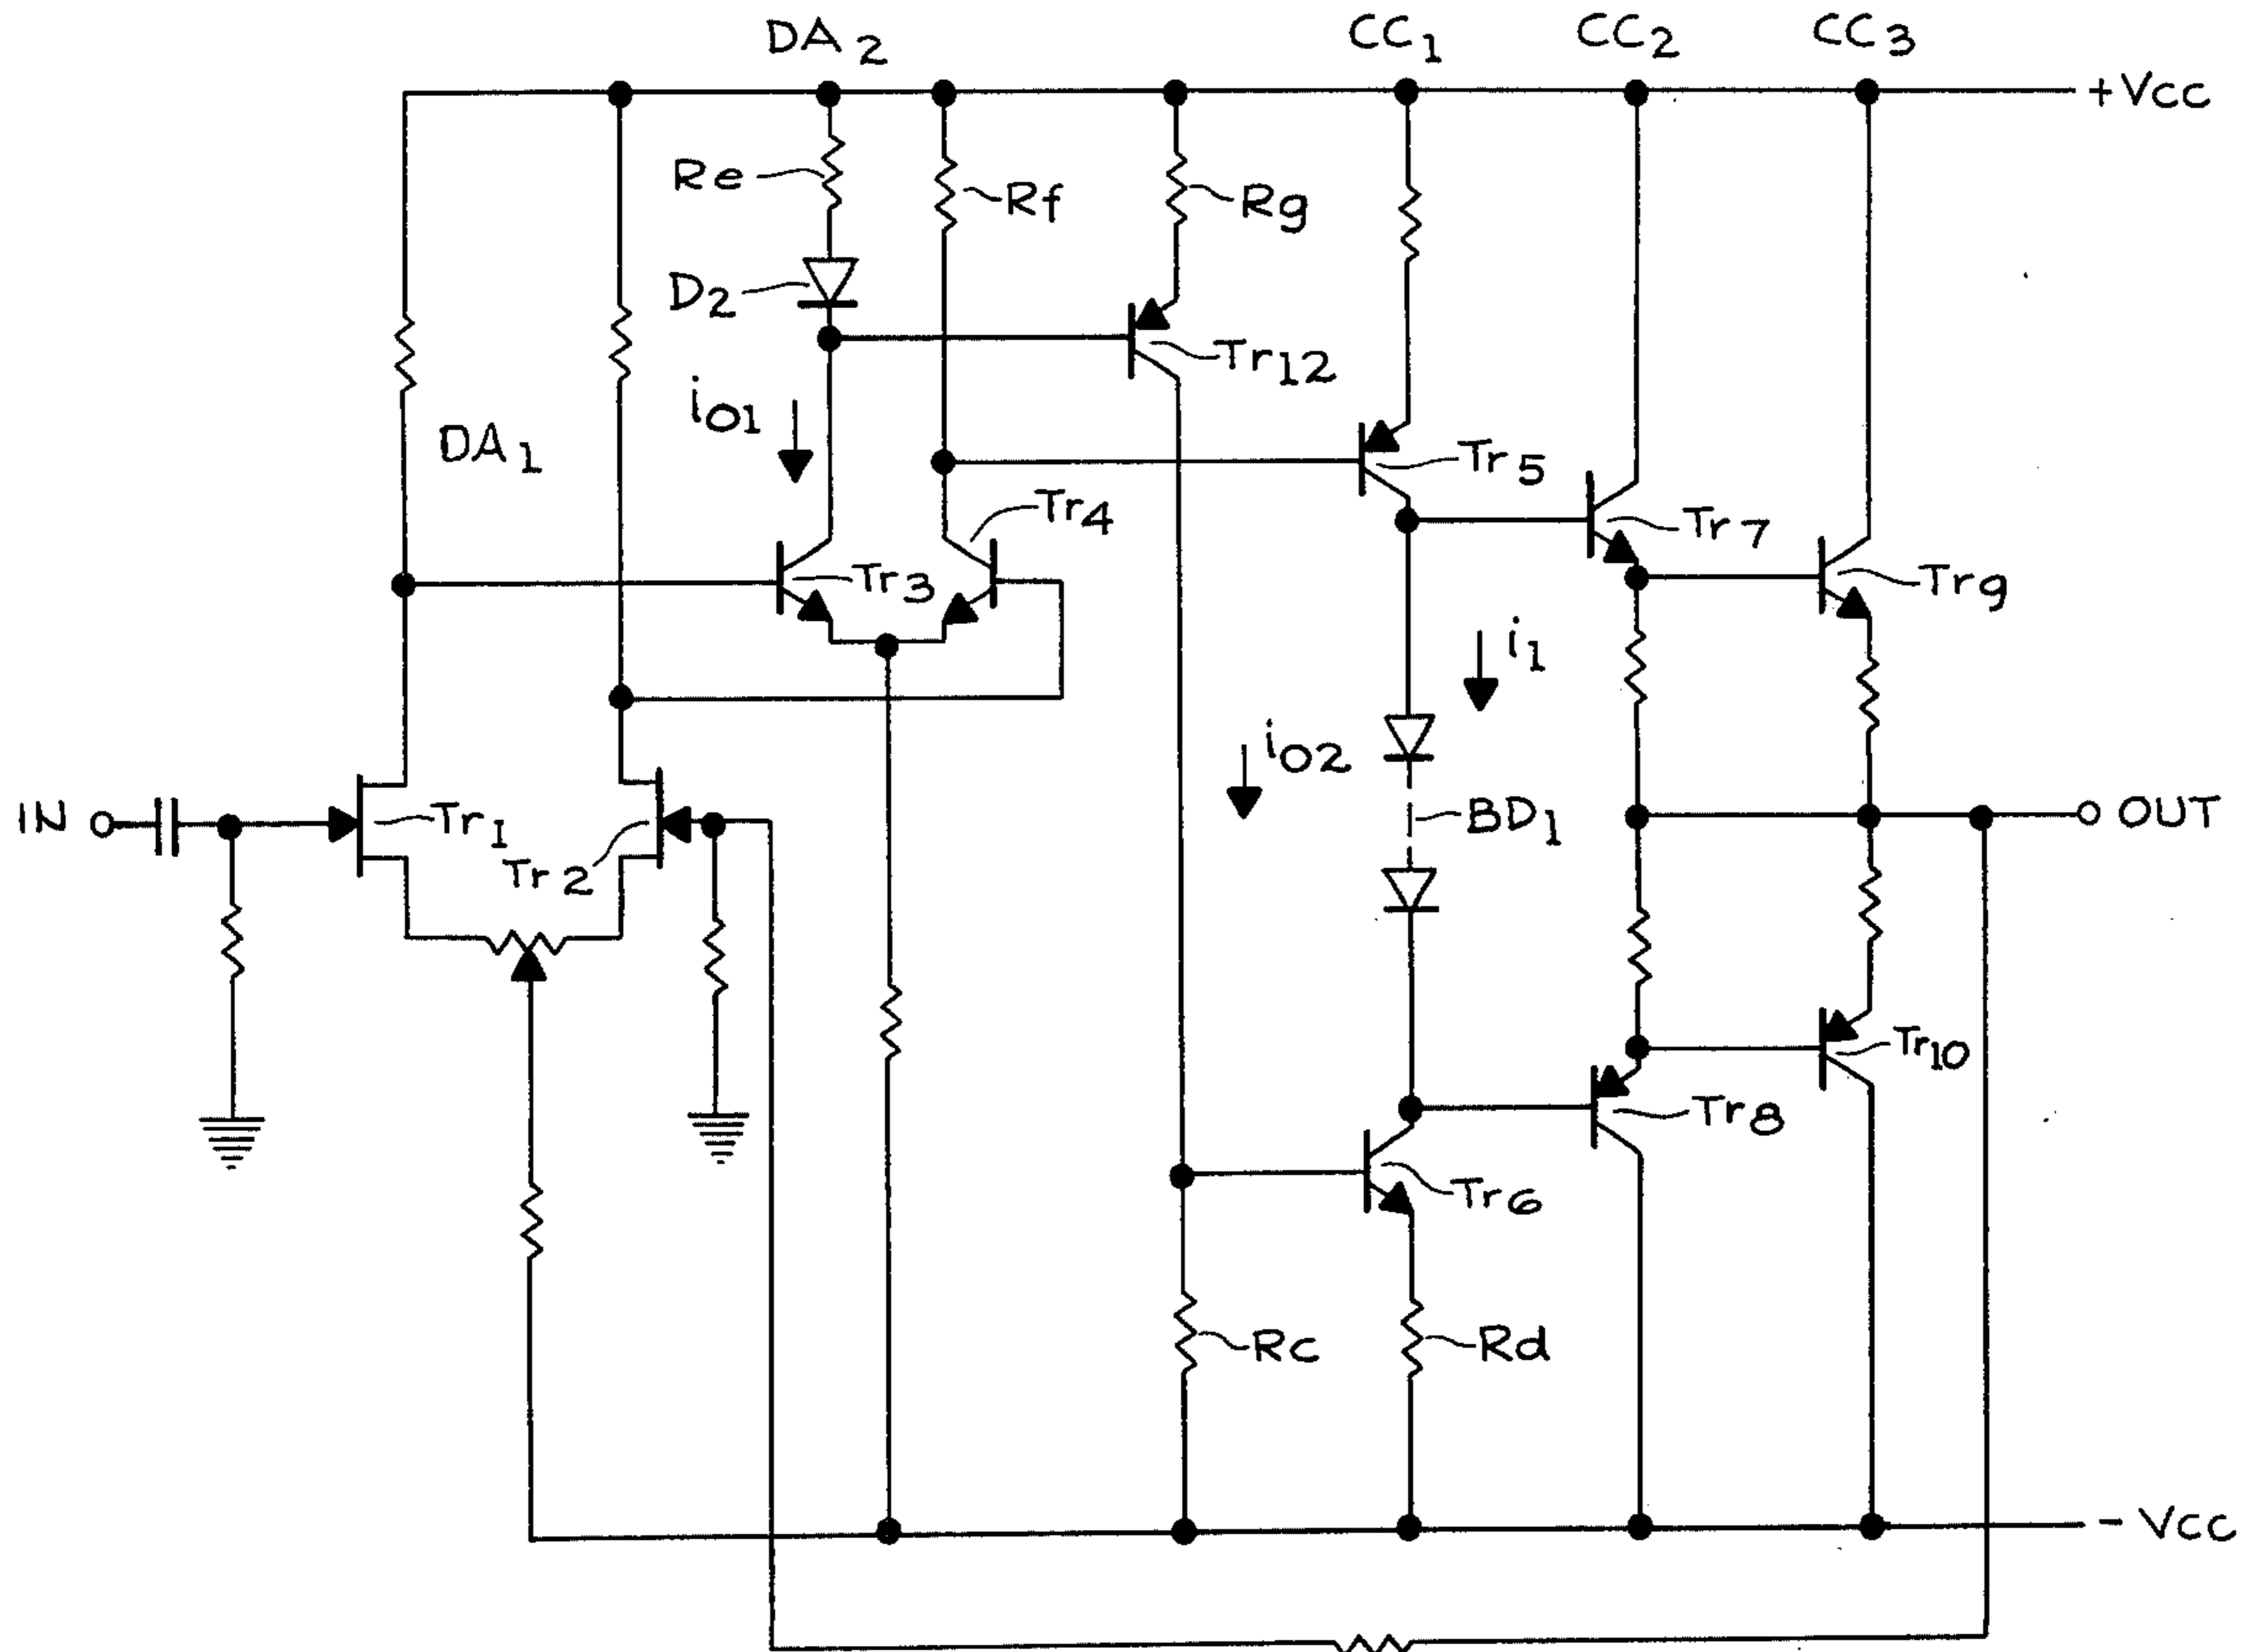 DA2
CC1
CC2
CC3
+Vcc
Re
Rf
Rg
D2
Tr12
io1
DA1
Tr5
Tr4
Tr7
Tr3
Tr9
i1
io2
IN
Tr1
Tr2
BD1
OUT
Tr10
Tr8
Tr6
Rc
Rd
- Vcc